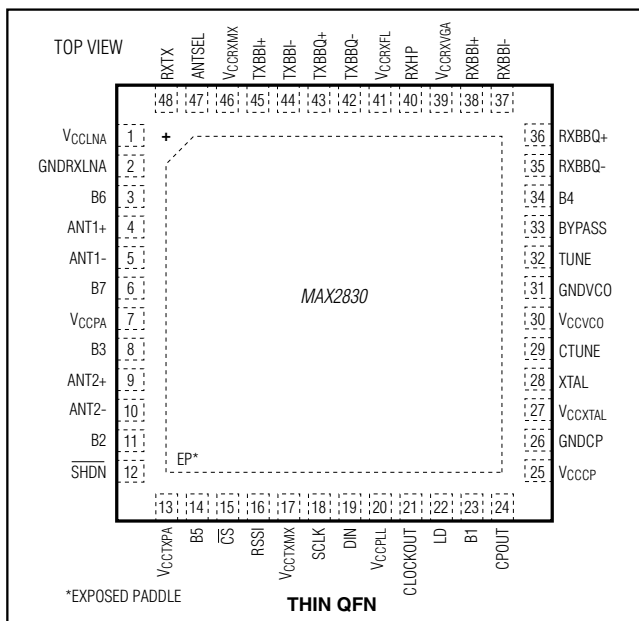 TOP VIEW
RXTX
ANTSEL
VCCRXMX
TXBBI+
TXBBI-
TXBBQ+
TXBBQ-
VCCRXFL
RXHP
VCCRXVGA
RXBBI+
RXBBI-
48 47 46 45 44 43 42 41 40 39 38 37
VCCLNA 1
GNDRXLNA 2
B6 3
ANT1+ 4
ANT1- 5
B7 6
VCCPA 7
B3 8
ANT2+ 9
ANT2- 10
B2 11
SHDN 12
+
MAX2830
EP*
36 RXBBQ+
35 RXBBQ-
34 B4
33 BYPASS
32 TUNE
31 GNDVCO
30 VCCVCO
29 CTUNE
28 XTAL
27 VCCXTAL
26 GNDCP
25 VCCCP
13 14 15 16 17 18 19 20 21 22 23 24
VCCTXPA
B5
CS
RSSI
VCCTXMX
SCLK
DIN
VCCPLL
CLOCKOUT
LD
B1
CPOUT
*EXPOSED PADDLE
THIN QFN